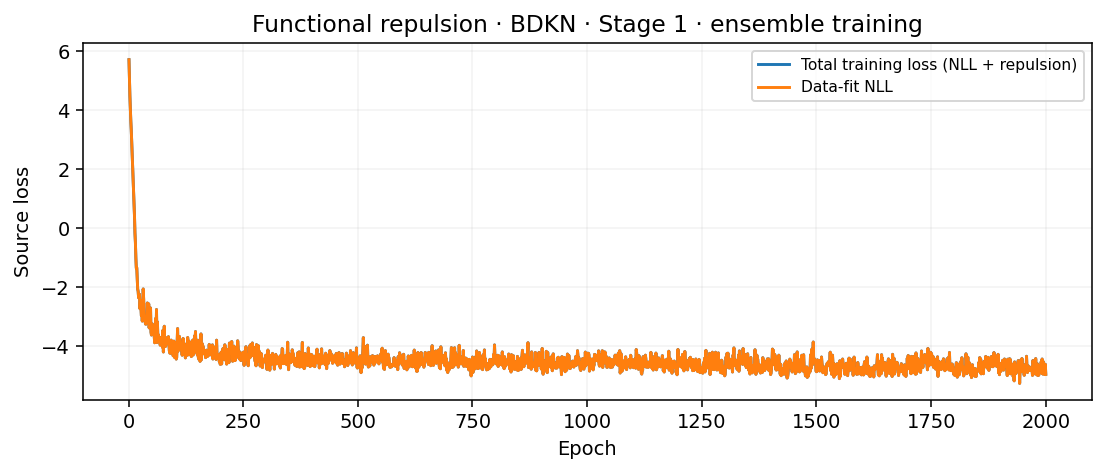 Functional repulsion · BDKN · Stage 1 · ensemble training
Total training loss (NLL + repulsion)
Data-fit NLL
Source loss
6
4
2
0
−2
−4
0 250 500 750 1000 1250 1500 1750 2000
Epoch